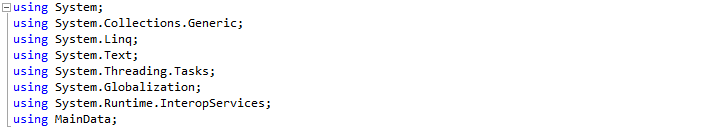 using System;
using System.Collections.Generic;
using System.Linq;
using System.Text;
using System.Threading.Tasks;
using System.Globalization;
using System.Runtime.InteropServices;
using MainData;